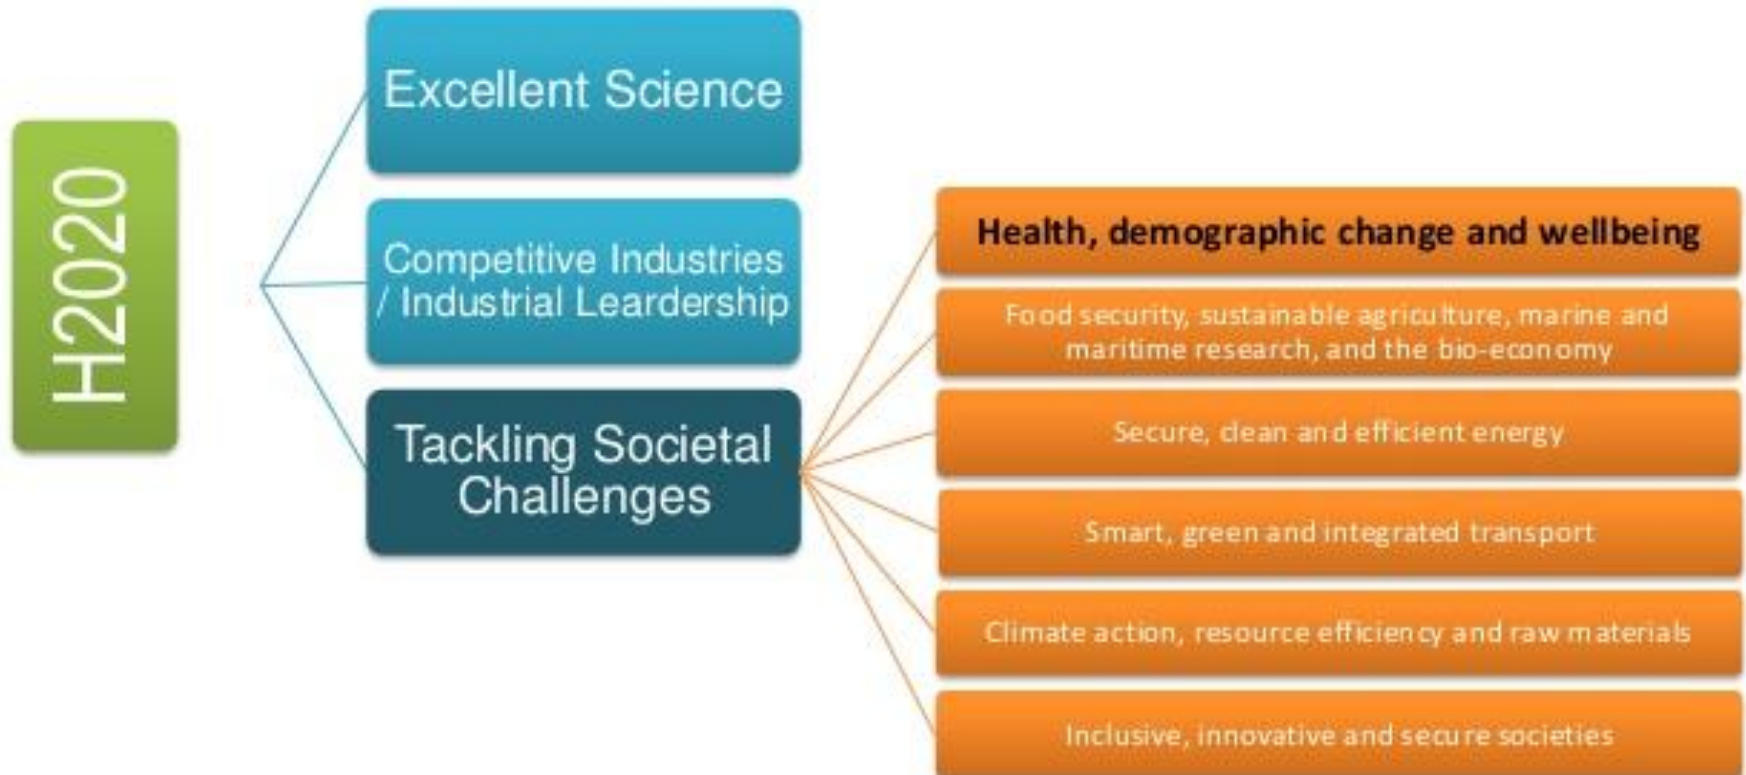 H2020
Excellent Science
Competitive Industries
/ Industrial Leardership
Tackling Societal
Challenges
Health, demographic change and wellbeing
Food security, sustainable agriculture, marine and
maritime research, and the bio-economy
Secure, clean and efficient energy
Smart, green and integrated transport
Climate action, resource efficiency and raw materials
Inclusive, innovative and secure societies